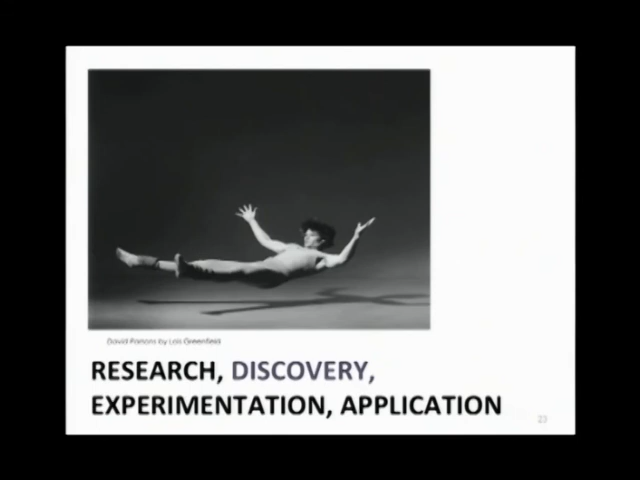 David Parsons by Lois Greenfield
RESEARCH, DISCOVERY,
EXPERIMENTATION, APPLICATION
23